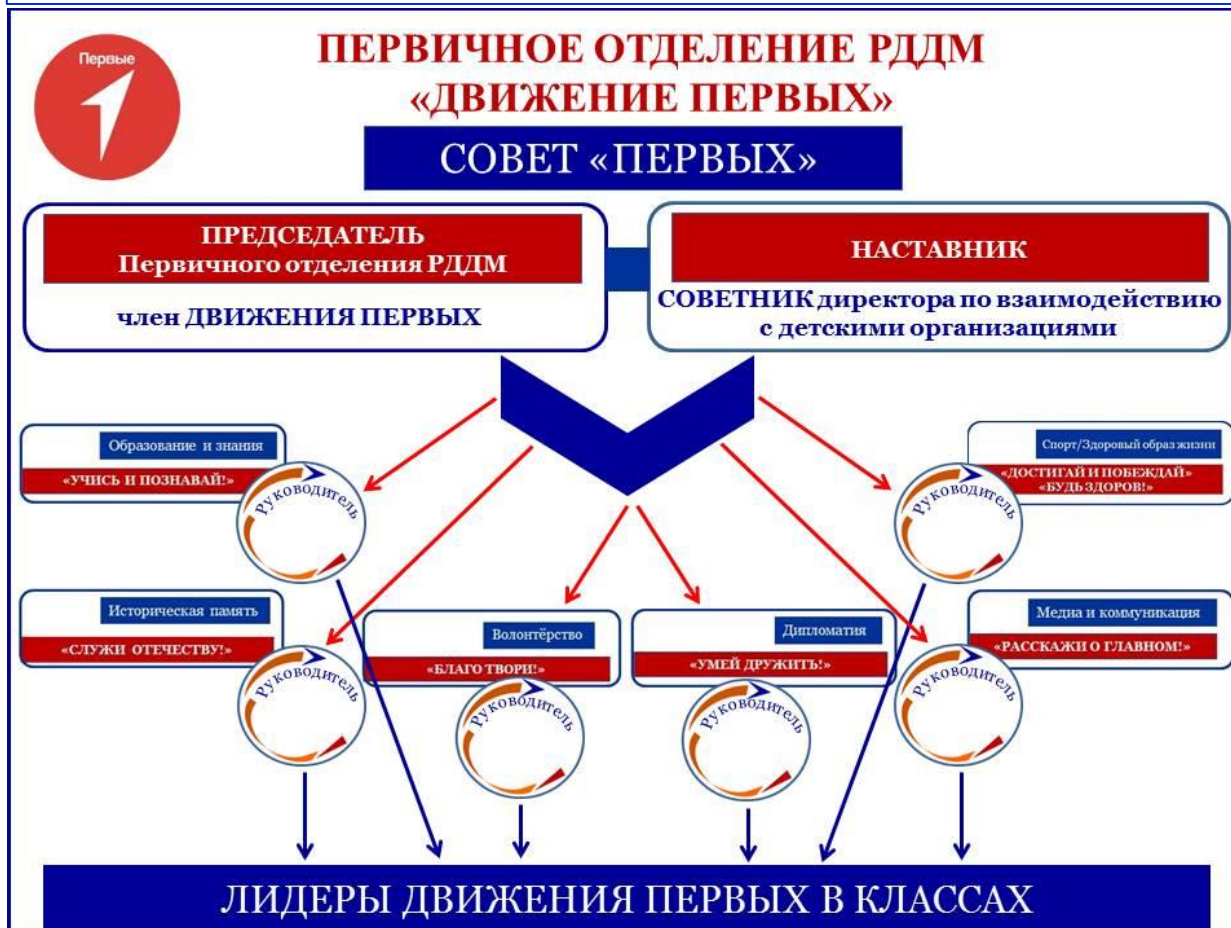 Первые
ПЕРВИЧНОЕ ОТДЕЛЕНИЕ РДДМ
«ДВИЖЕНИЕ ПЕРВЫХ»
СОВЕТ «ПЕРВЫХ»
ПРЕДСЕДАТЕЛЬ
Первичного отделения РДДМ
член ДВИЖЕНИЯ ПЕРВЫХ
НАСТАВНИК
СОВЕТНИК директора по взаимодействию
с детскими организациями
Образование и знания
«УЧИСЬ И ПОЗНАВАЙ!»
Руководитель
Спорт/Здоровый образ жизни
«ДОСТИГАЙ И ПОБЕЖДАЙ»
«БУДЬ ЗДОРОВ!»
Руководитель
Историческая память
«СЛУЖИ ОТЕЧЕСТВУ!»
Руководитель
Волонтёрство
«БЛАГО ТВОРИ!»
Руководитель
Дипломатия
«УМЕЙ ДРУЖИТЬ!»
Руководитель
Медиа и коммуникация
«РАССКАЖИ О ГЛАВНОМ!»
Руководитель
ЛИДЕРЫ ДВИЖЕНИЯ ПЕРВЫХ В КЛАССАХ